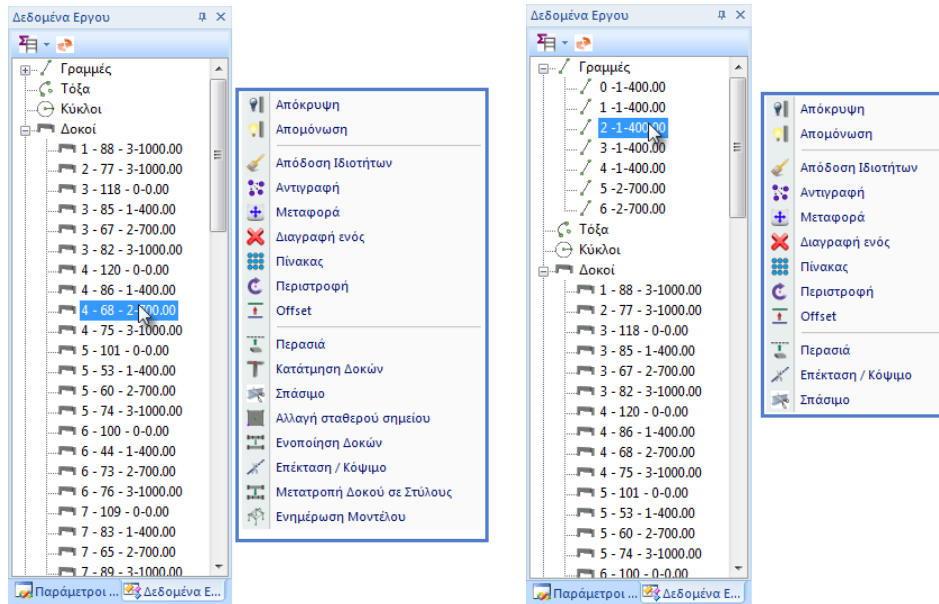 Δεδομένα Εργου
Γραμμές
Τόξα
Κύκλοι
Δοκοί
1 - 88 - 3-1000.00
2 - 77 - 3-1000.00
3 - 118 - 0-0.00
3 - 85 - 1-400.00
3 - 67 - 2-700.00
3 - 82 - 3-1000.00
4 - 120 - 0-0.00
4 - 86 - 1-400.00
4 - 68 - 2-700.00
4 - 75 - 3-1000.00
5 - 101 - 0-0.00
5 - 53 - 1-400.00
5 - 60 - 2-700.00
5 - 74 - 3-1000.00
6 - 100 - 0-0.00
6 - 44 - 1-400.00
6 - 73 - 2-700.00
6 - 76 - 3-1000.00
7 - 109 - 0-0.00
7 - 83 - 1-400.00
7 - 65 - 2-700.00
7 - 89 - 3-1000.00
Παράμετροι ...
Δεδομένα Ε...
Απόκρυψη
Απομόνωση
Απόδοση Ιδιοτήτων
Αντιγραφή
Μεταφορά
Διαγραφή ενός
Πίνακας
Περιστροφή
Offset
Περασιά
Κατάτμηση Δοκών
Σπάσιμο
Αλλαγή σταθερού σημείου
Ενοποίηση Δοκών
Επέκταση / Κόψιμο
Μετατροπή Δοκού σε Στύλους
Ενημέρωση Μοντέλου
Δεδομένα Εργου
Γραμμές
0 -1-400.00
1 -1-400.00
2 -1-400.00
3 -1-400.00
4 -1-400.00
5 -2-700.00
6 -2-700.00
Τόξα
Κύκλοι
Δοκοί
1 - 88 - 3-1000.00
2 - 77 - 3-1000.00
3 - 118 - 0-0.00
3 - 85 - 1-400.00
3 - 67 - 2-700.00
3 - 82 - 3-1000.00
4 - 120 - 0-0.00
4 - 86 - 1-400.00
4 - 68 - 2-700.00
4 - 75 - 3-1000.00
5 - 101 - 0-0.00
5 - 53 - 1-400.00
5 - 60 - 2-700.00
5 - 74 - 3-1000.00
6 - 100 - 0-0.00
Παράμετροι ...
Δεδομένα Ε...
Απόκρυψη
Απομόνωση
Απόδοση Ιδιοτήτων
Αντιγραφή
Μεταφορά
Διαγραφή ενός
Πίνακας
Περιστροφή
Offset
Περασιά
Επέκταση / Κόψιμο
Σπάσιμο